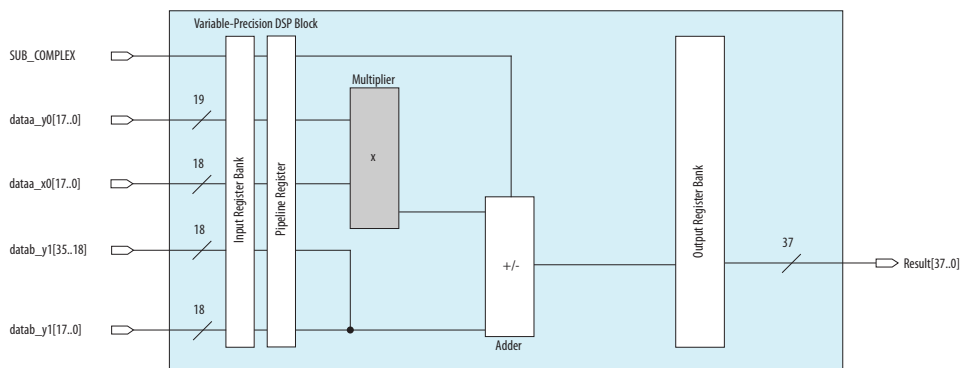 Variable-Precision DSP Block
SUB_COMPLEX
Multiplier
19
dataa_y0[17..0]
x
18
dataa_x0[17..0]
Input Register Bank
Pipeline Register
Output Register Bank
18
datab_y1[35..18]
+/-
37
Result[37..0]
18
datab_y1[17..0]
Adder